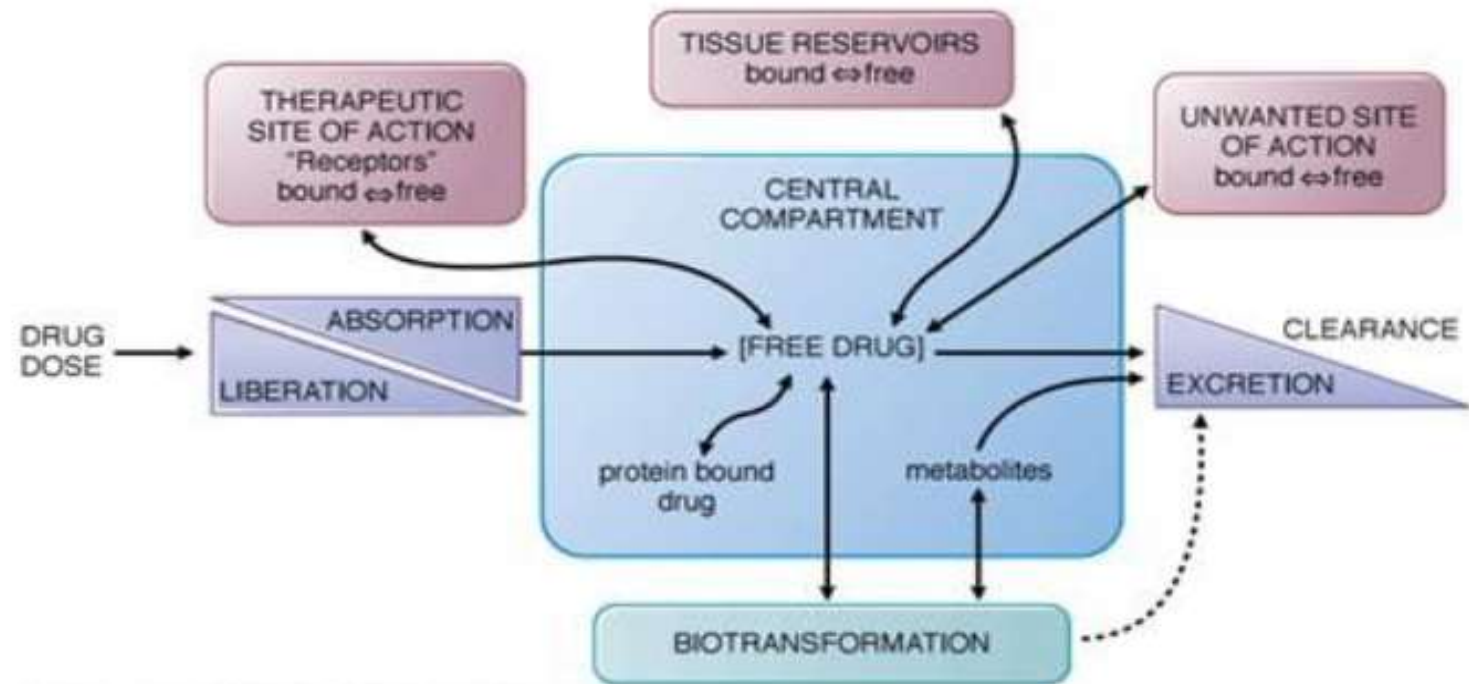 TISSUE RESERVOIRS
bound ⇔ free
THERAPEUTIC
SITE OF ACTION
"Receptors"
bound ⇔ free
UNWANTED SITE
OF ACTION
bound ⇔ free
CENTRAL
COMPARTMENT
DRUG
DOSE
ABSORPTION
LIBERATION
[FREE DRUG]
CLEARANCE
EXCRETION
protein bound
drug
metabolites
BIOTRANSFORMATION